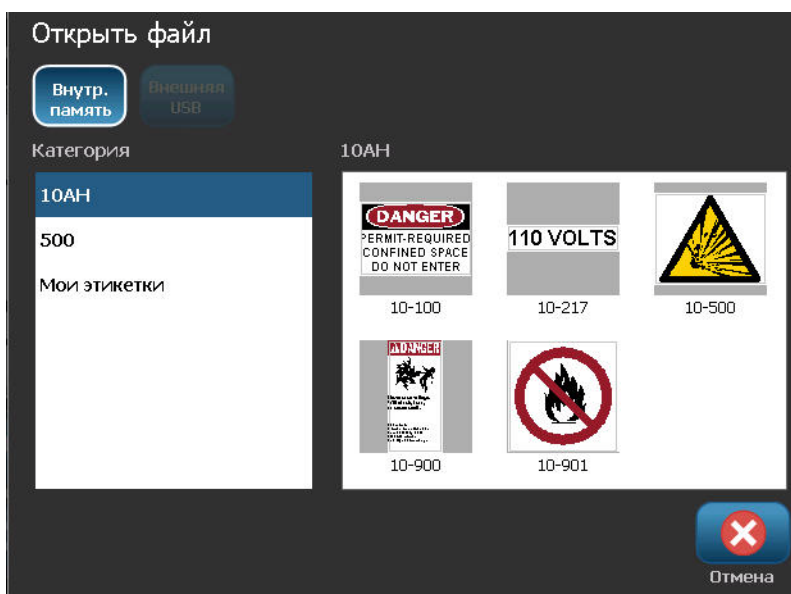 Открыть файл
Внутр.
память
Внешняя
USB
Категория
10AH
10AH
500
Мои этикетки
DANGER
PERMIT-REQUIRED
CONFINED SPACE
DO NOT ENTER
110 VOLTS
10-100
10-217
10-500
DANGER
10-900
10-901
Отмена